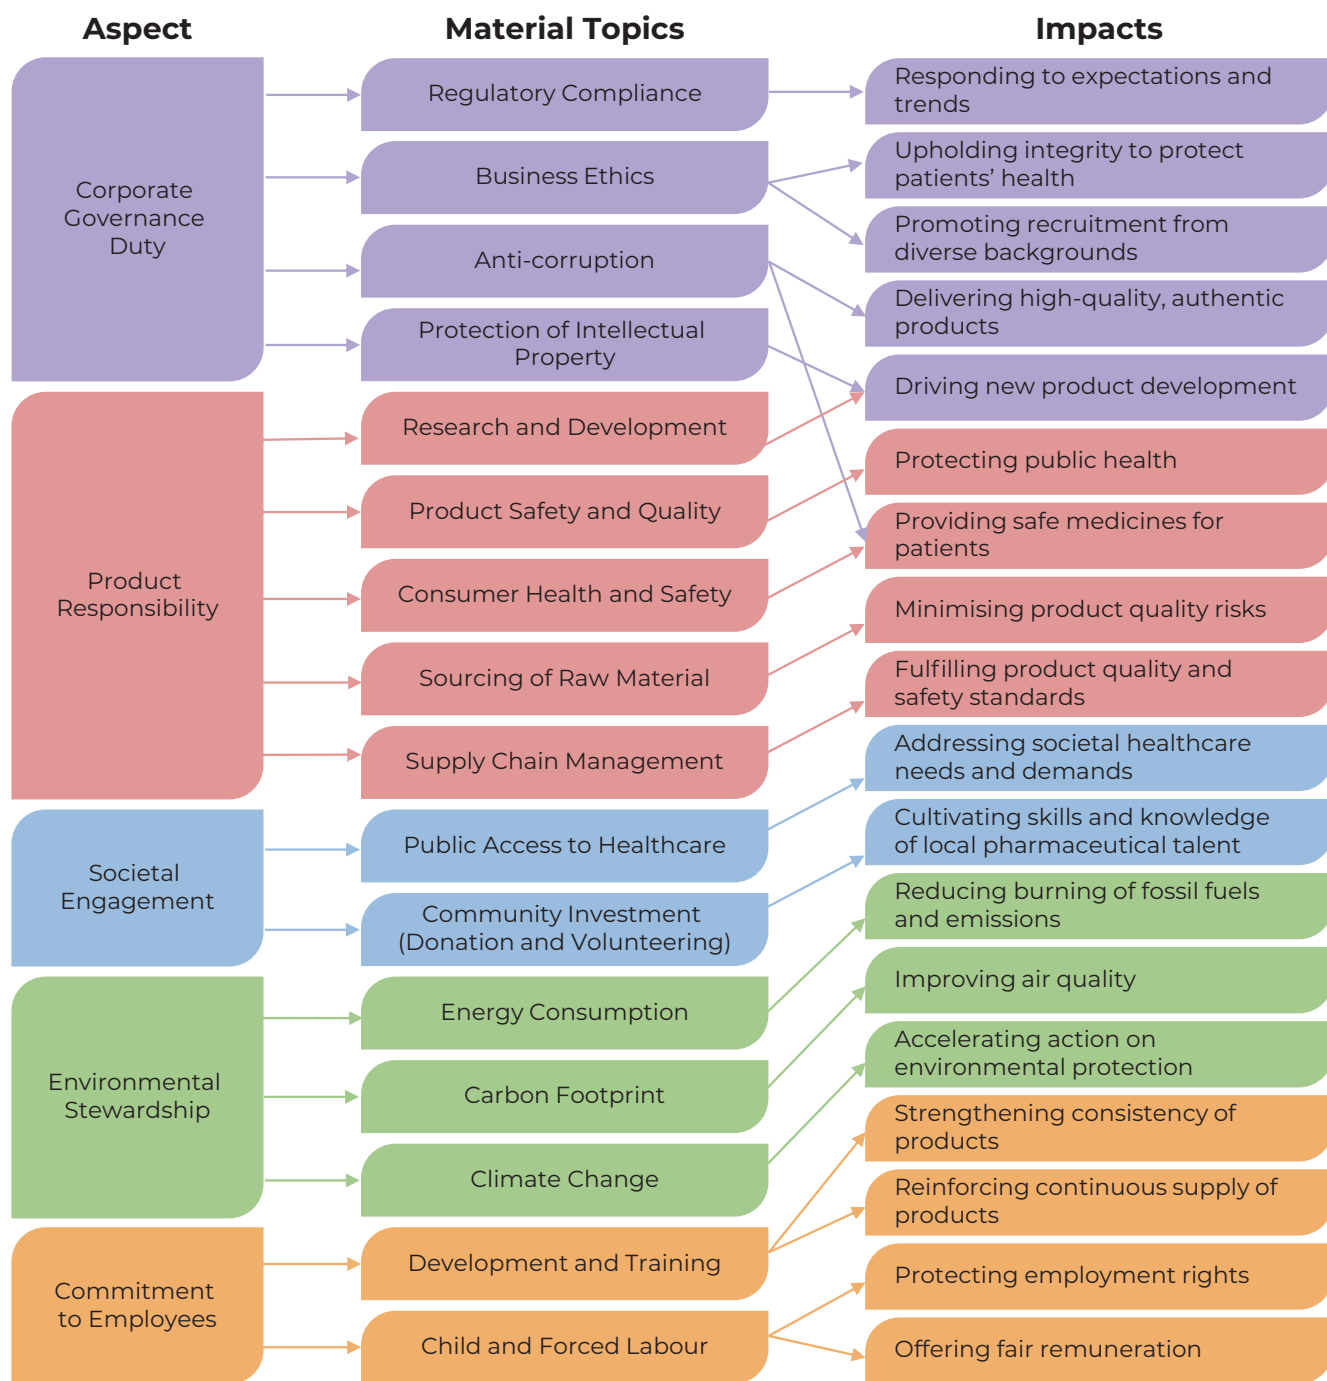 Aspect
Material Topics
Impacts
Corporate
Governance
Duty
Product
Responsibility
Societal
Engagement
Environmental
Stewardship
Commitment
to Employees
Regulatory Compliance
Business Ethics
Anti-corruption
Protection of Intellectual
Property
Research and Development
Product Safety and Quality
Consumer Health and Safety
Sourcing of Raw Material
Supply Chain Management
Public Access to Healthcare
Community Investment
(Donation and Volunteering)
Energy Consumption
Carbon Footprint
Climate Change
Development and Training
Child and Forced Labour
Responding to expectations and
trends
Upholding integrity to protect
patients’ health
Promoting recruitment from
diverse backgrounds
Delivering high-quality, authentic
products
Driving new product development
Protecting public health
Providing safe medicines for
patients
Minimising product quality risks
Fulfilling product quality and
safety standards
Addressing societal healthcare
needs and demands
Cultivating skills and knowledge
of local pharmaceutical talent
Reducing burning of fossil fuels
and emissions
Improving air quality
Accelerating action on
environmental protection
Strengthening consistency of
products
Reinforcing continuous supply of
products
Protecting employment rights
Offering fair remuneration